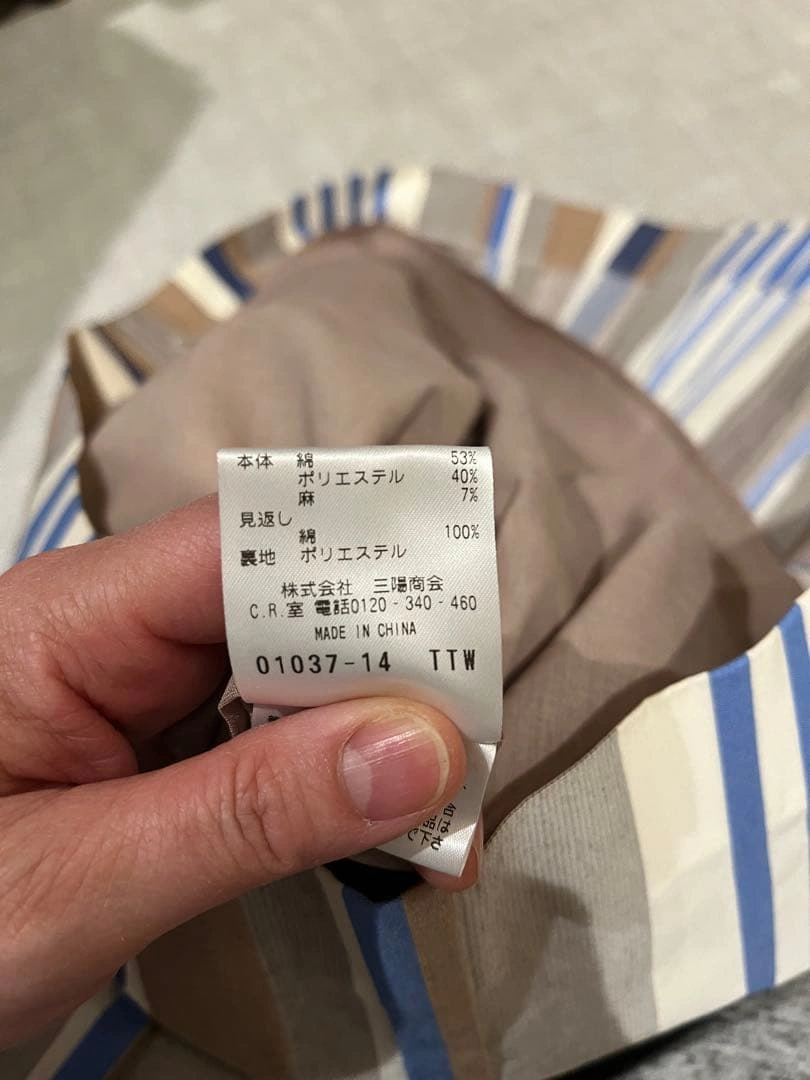 本体 綿 53%
ポリエステル 40%
麻 7%
見返し
綿 100%
裏地 ポリエステル
株式会社 三陽商会
C.R.室 電話0120-340-460
MADE IN CHINA
01037-14 TTW